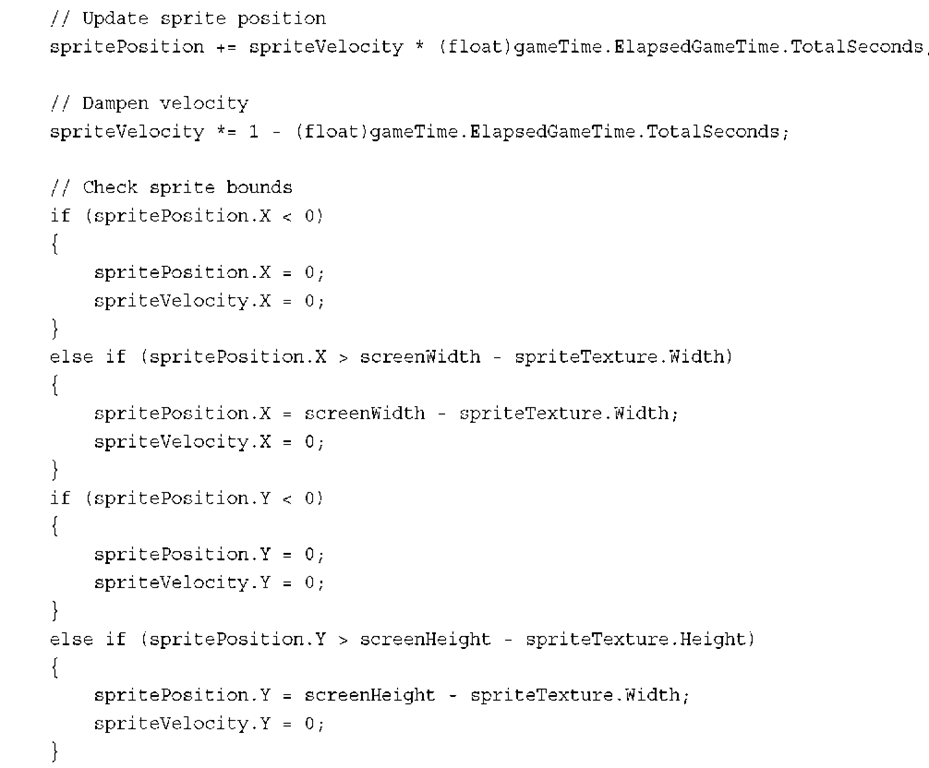 // Update sprite position
spritePosition += spriteVelocity * (float)gameTime.ElapsedGameTime.TotalSeconds;

// Dampen velocity
spriteVelocity *= 1 - (float)gameTime.ElapsedGameTime.TotalSeconds;

// Check sprite bounds
if (spritePosition.X < 0)
{
    spritePosition.X = 0;
    spriteVelocity.X = 0;
}
else if (spritePosition.X > screenWidth - spriteTexture.Width)
{
    spritePosition.X = screenWidth - spriteTexture.Width;
    spriteVelocity.X = 0;
}
if (spritePosition.Y < 0)
{
    spritePosition.Y = 0;
    spriteVelocity.Y = 0;
}
else if (spritePosition.Y > screenHeight - spriteTexture.Height)
{
    spritePosition.Y = screenHeight - spriteTexture.Width;
    spriteVelocity.Y = 0;
}